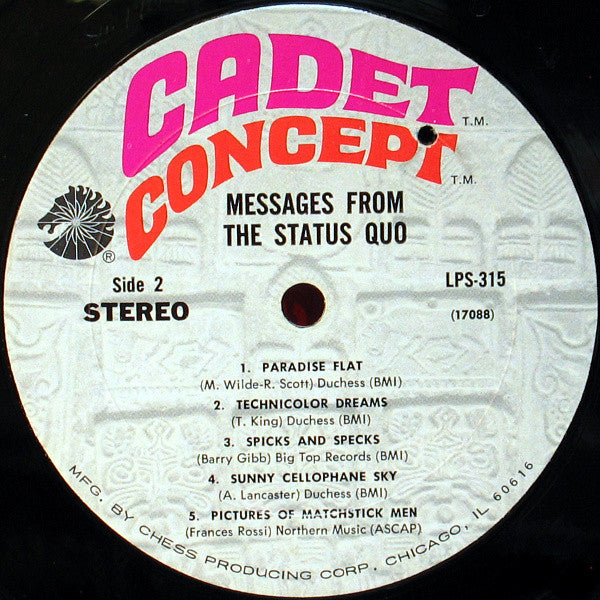 CADET T.M.
CONCEPT T.M.
®
MESSAGES FROM
THE STATUS QUO
Side 2
STEREO
LPS-315
(17088)
1. PARADISE FLAT
(M. Wilde-R. Scott) Duchess (BMI)
2. TECHNICOLOR DREAMS
(T. King) Duchess (BMI)
3. SPICKS AND SPECKS
(Barry Gibb) Big Top Records (BMI)
4. SUNNY CELLOPHANE SKY
(A. Lancaster) Duchess (BMI)
5. PICTURES OF MATCHSTICK MEN
(Frances Rossi) Northern Music (ASCAP)
MFG. BY CHESS PRODUCING CORP. CHICAGO, IL 60616